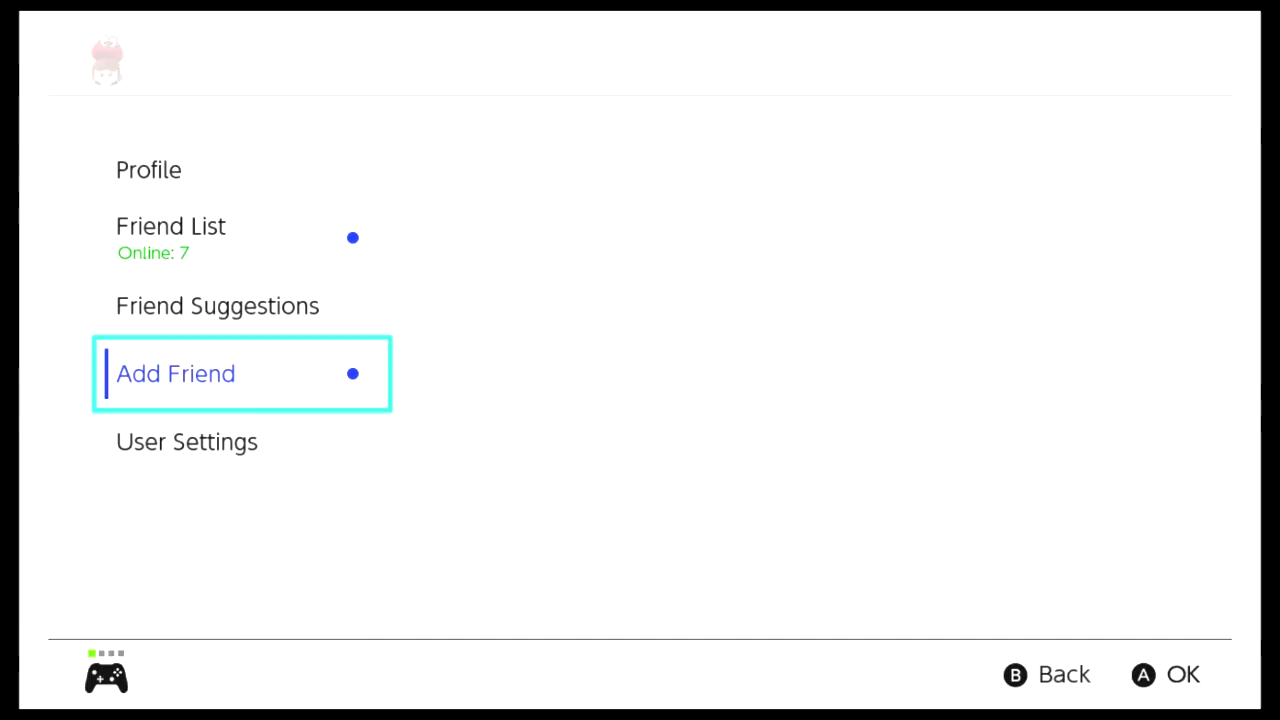 Profile
Friend List
Online: 7
Friend Suggestions
Add Friend
User Settings
B Back A OK